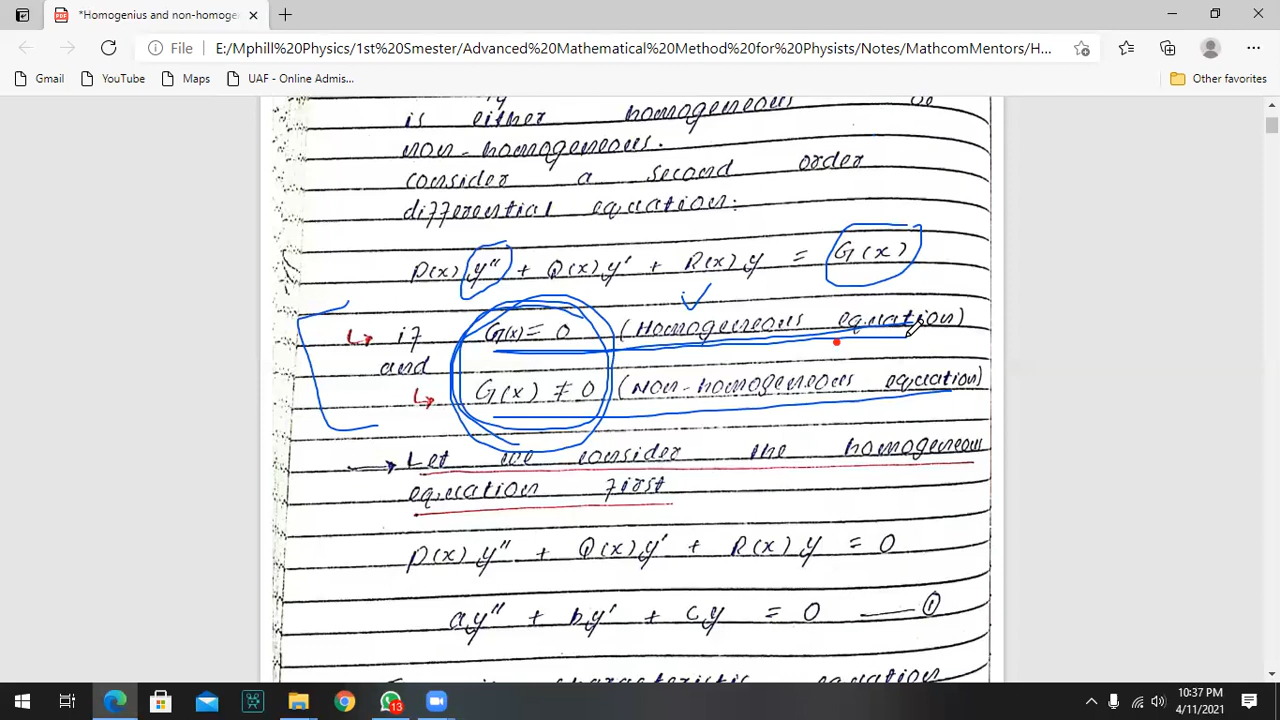 *Homogenius and non-homoge
File
E:/Mphill%20Physics/1st%20Smester/Advanced%20Mathematical%20Method%20for%20Physists/Notes/MathcomMentors/H...
Gmail
YouTube
Maps
UAF - Online Admis...
Other favorites
is either homogeneous or
non-homogeneous.
consider a second order
differential equation:
P(x) y'' + Q(x) y' + R(x) y = G(x)
if G(x) = 0 (Homogeneous equation)
and
G(x) ≠ 0 (Non-homogeneous equation)
Let we consider the homogeneous
equation first
P(x) y'' + Q(x) y' + R(x) y = 0
ay'' + by' + cy = 0 — ①
characteristic equation
13
10:37 PM
4/11/2021